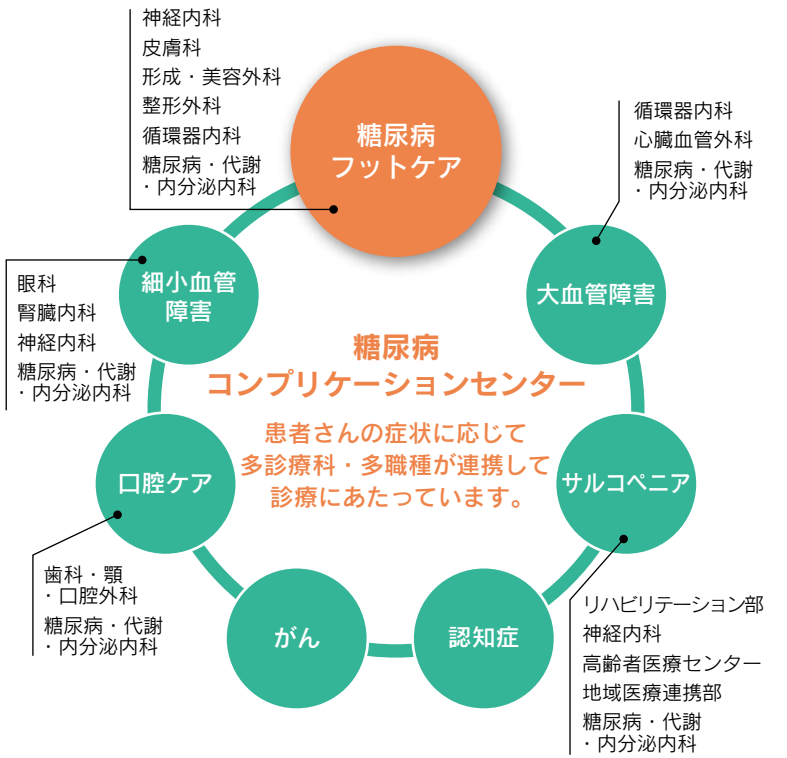 神経内科
皮膚科
形成・美容外科
整形外科
循環器内科
糖尿病・代謝
・内分泌内科
糖尿病
フットケア
循環器内科
心臓血管外科
糖尿病・代謝
・内分泌内科
細小血管
障害
大血管障害
眼科
腎臓内科
神経内科
糖尿病・代謝
・内分泌内科
糖尿病
コンプリケーションセンター
患者さんの症状に応じて
多診療科・多職種が連携して
診療にあたっています。
口腔ケア
サルコペニア
歯科・顎
・口腔外科
糖尿病・代謝
・内分泌内科
がん
認知症
リハビリテーション部
神経内科
高齢者医療センター
地域医療連携部
糖尿病・代謝
・内分泌内科